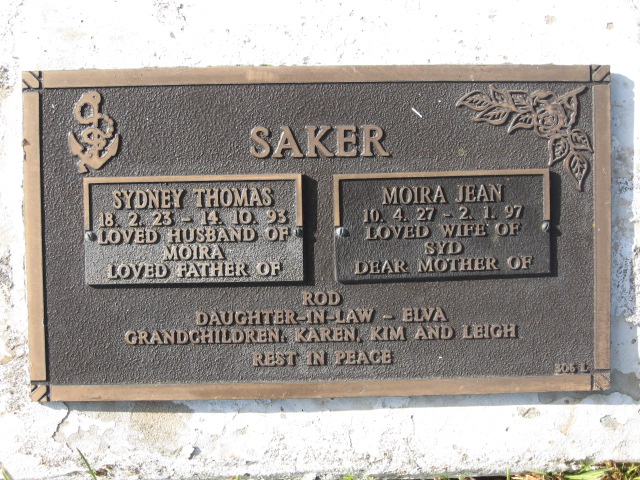 SAKER
SYDNEY THOMAS
18. 2. 23 - 14. 10. 93
LOVED HUSBAND OF
MOIRA
LOVED FATHER OF
MOIRA JEAN
10. 4. 27 - 2. 1. 97
LOVED WIFE OF
SYD
DEAR MOTHER OF
ROD
DAUGHTER-IN-LAW - ELVA
GRANDCHILDREN, KAREN, KIM AND LEIGH
REST IN PEACE